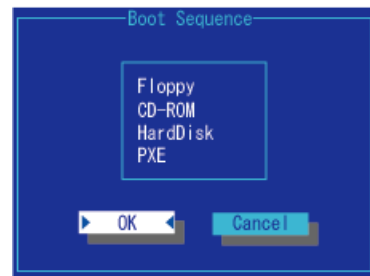 Boot Sequence
Floppy
CD-ROM
HardDisk
PXE
OK Cancel